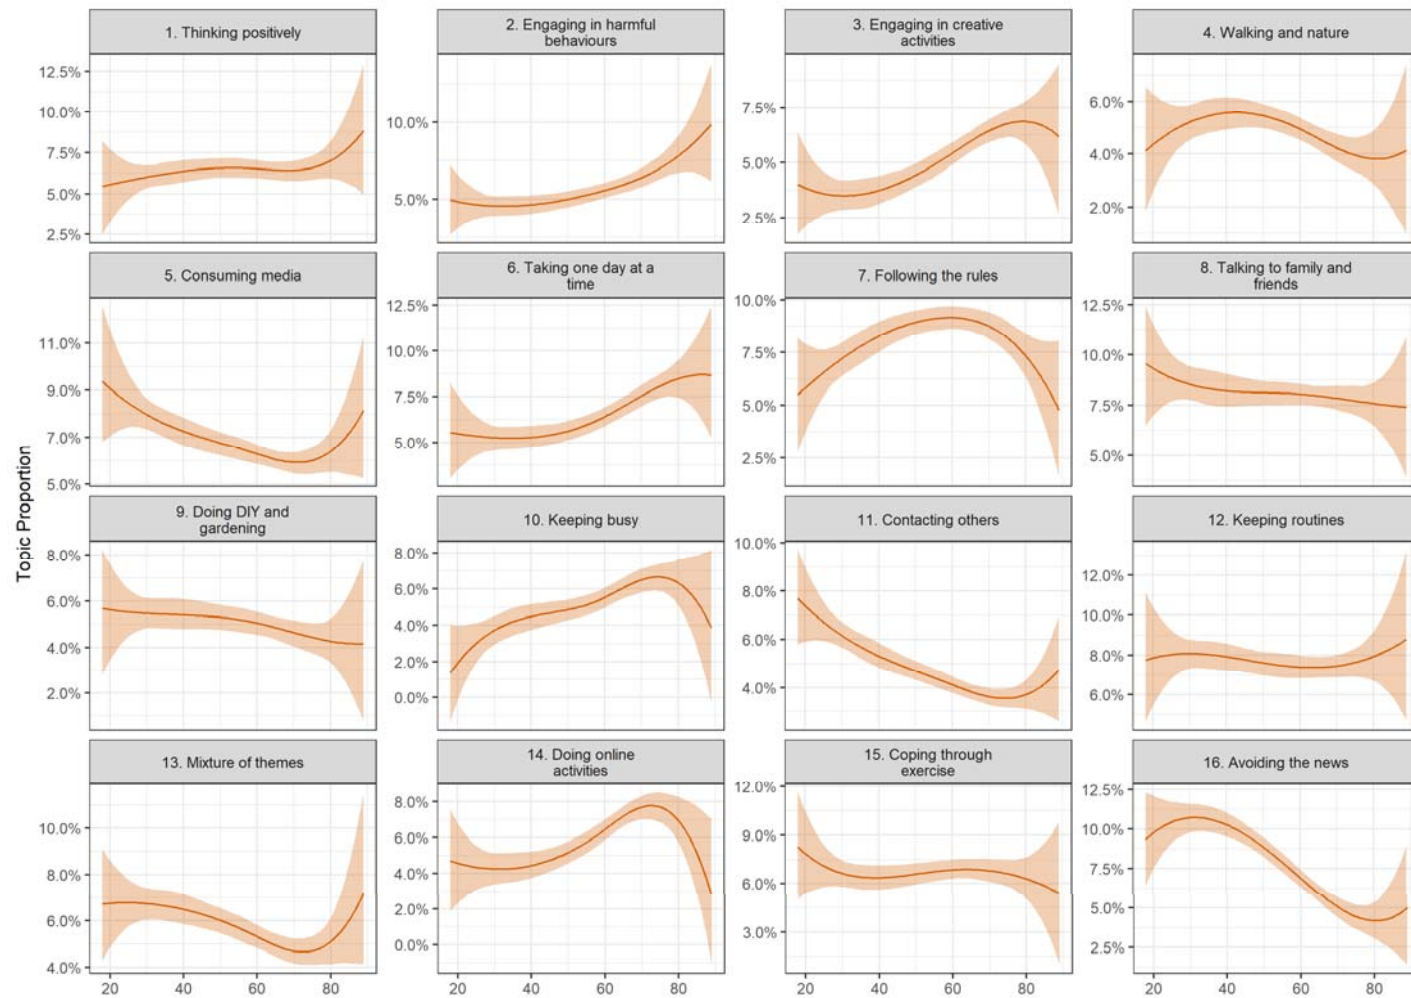 1. Thinking positively
2. Engaging in harmful
behaviours
3. Engaging in creative
activities
4. Walking and nature
12.5%
10.0%
7.5%
5.0%
2.5%
10.0%
5.0%
7.5%
5.0%
2.5%
6.0%
4.0%
2.0%
5. Consuming media
6. Taking one day at a
time
7. Following the rules
8. Talking to family and
friends
11.0%
9.0%
7.0%
5.0%
12.5%
10.0%
7.5%
5.0%
10.0%
7.5%
5.0%
2.5%
12.5%
10.0%
7.5%
5.0%
Topic Proportion
9. Doing DIY and
gardening
10. Keeping busy
11. Contacting others
12. Keeping routines
8.0%
6.0%
4.0%
2.0%
8.0%
6.0%
4.0%
2.0%
0.0%
10.0%
8.0%
6.0%
4.0%
12.0%
10.0%
8.0%
6.0%
13. Mixture of themes
14. Doing online
activities
15. Coping through
exercise
16. Avoiding the news
10.0%
8.0%
6.0%
4.0%
8.0%
6.0%
4.0%
2.0%
0.0%
12.0%
9.0%
6.0%
3.0%
12.5%
10.0%
7.5%
5.0%
2.5%
20 40 60 80
20 40 60 80
20 40 60 80
20 40 60 80